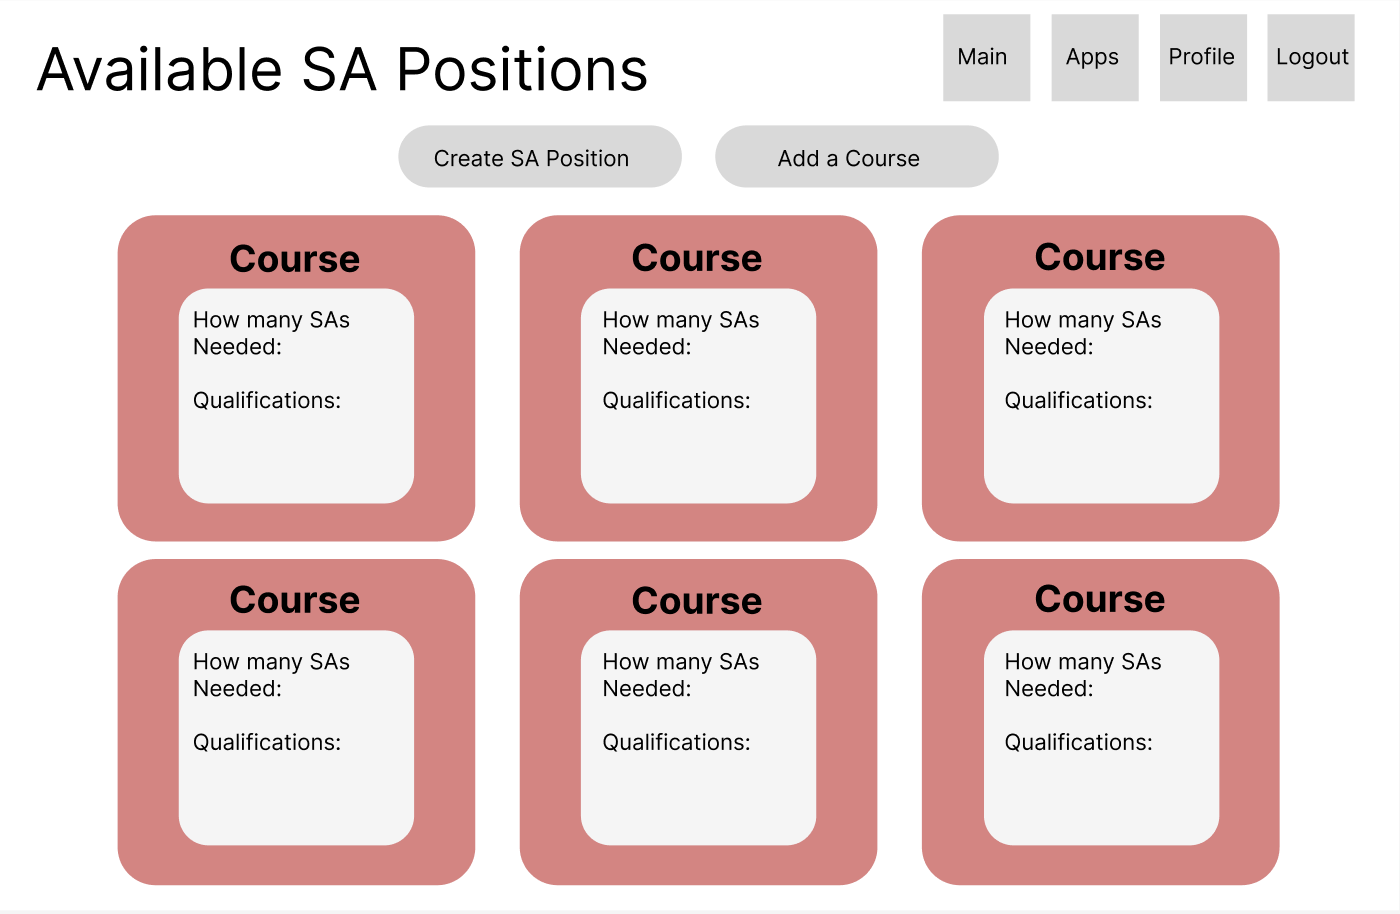 Available SA Positions
Main
Apps
Profile
Logout
Create SA Position
Add a Course
Course
How many SAs
Needed:
Qualifications:
Course
How many SAs
Needed:
Qualifications:
Course
How many SAs
Needed:
Qualifications:
Course
How many SAs
Needed:
Qualifications:
Course
How many SAs
Needed:
Qualifications:
Course
How many SAs
Needed:
Qualifications: